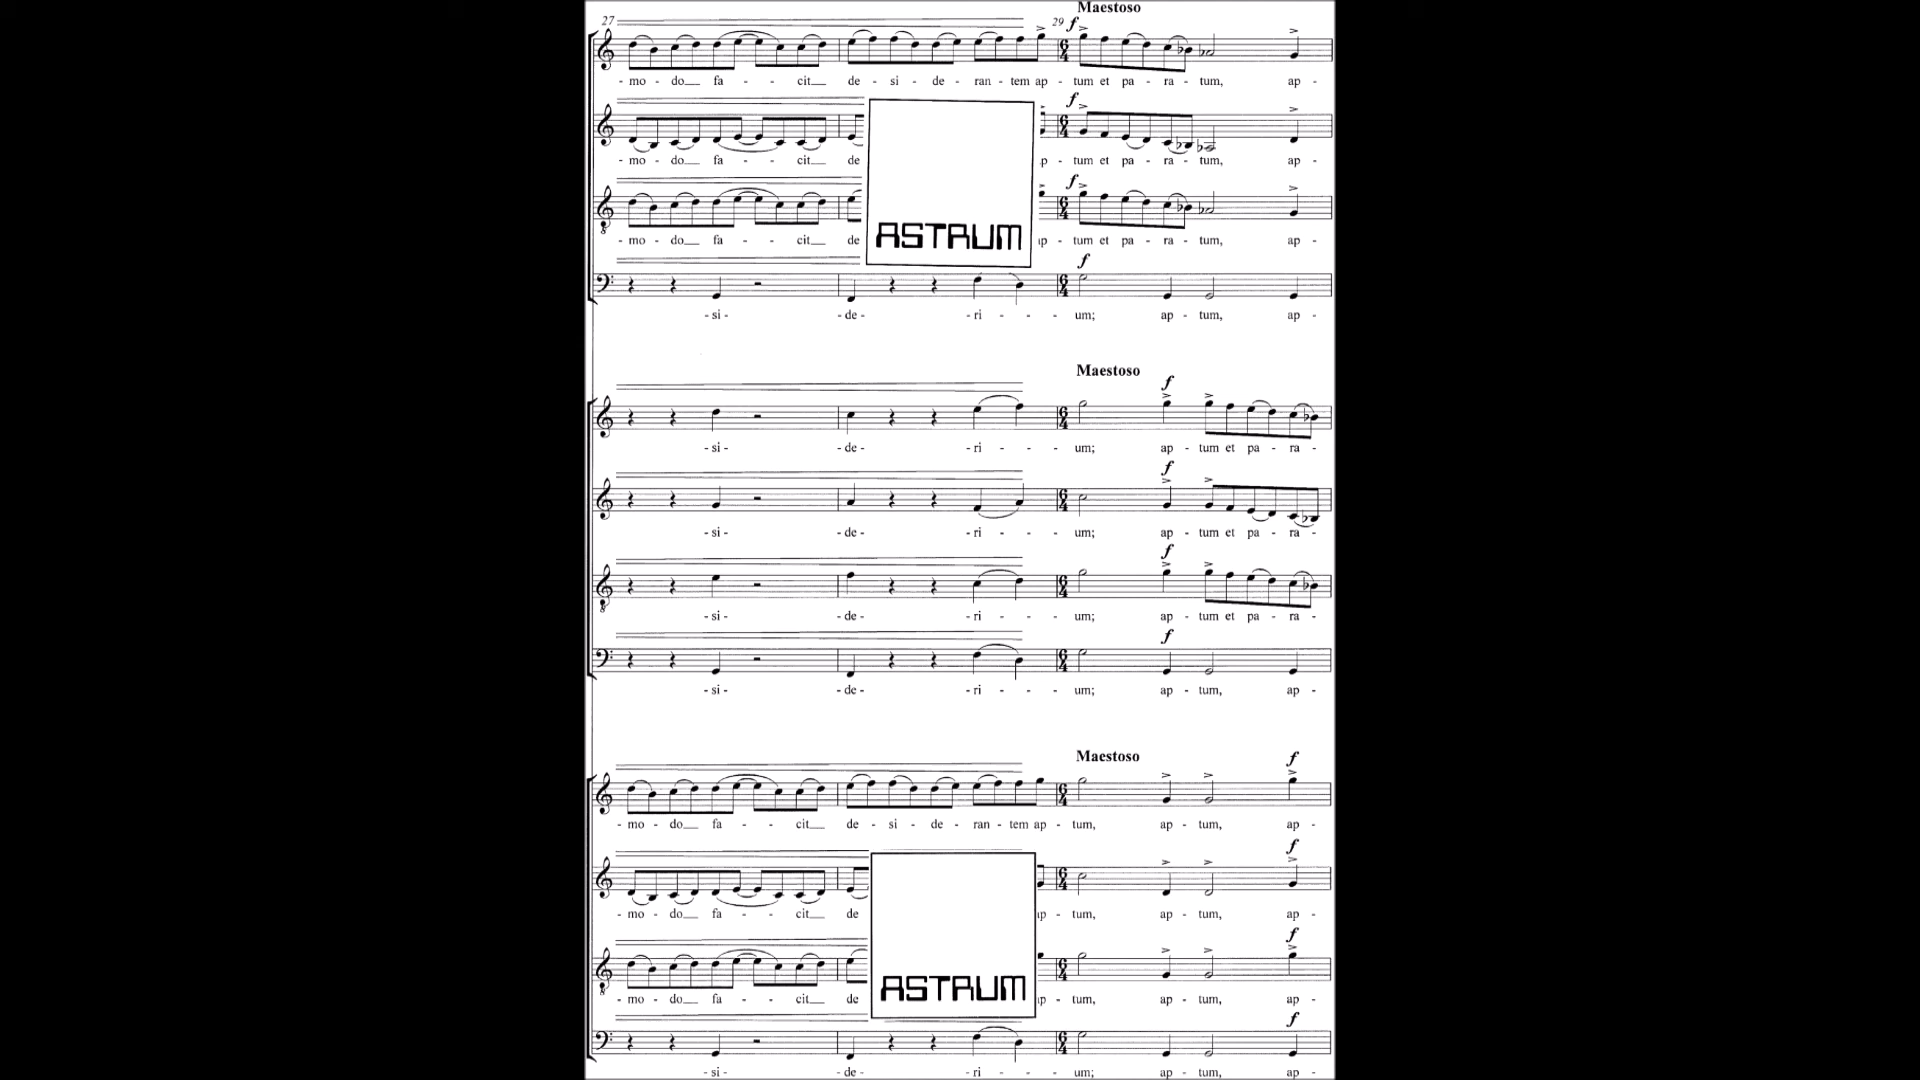 Maestoso
27
29 f
- mo - do fa - - cit de - si - de - ran - tem ap - tum et pa - ra - tum, ap -
f
- mo - do fa - - cit de p - tum et pa - ra - tum, ap -
f
- mo - do fa - - cit de ap - tum et pa - ra - tum, ap -
ASTRUM
f
- si - - de - - ri - - - um; ap - tum, ap -
Maestoso
f
- si - - de - - ri - - - um; ap - tum et pa - ra -
f
- si - - de - - ri - - - um; ap - tum et pa - ra -
f
- si - - de - - ri - - - um; ap - tum et pa - ra -
f
- si - - de - - ri - - - um; ap - tum, ap -
Maestoso
f
- mo - do fa - - cit de - si - de - ran - tem ap - tum, ap - tum, ap -
f
- mo - do fa - - cit de ap - tum, ap - tum, ap -
f
- mo - do fa - - cit de p - tum, ap - tum, ap -
ASTRUM
f
- si - - de - - ri - - - um; ap - tum, ap -